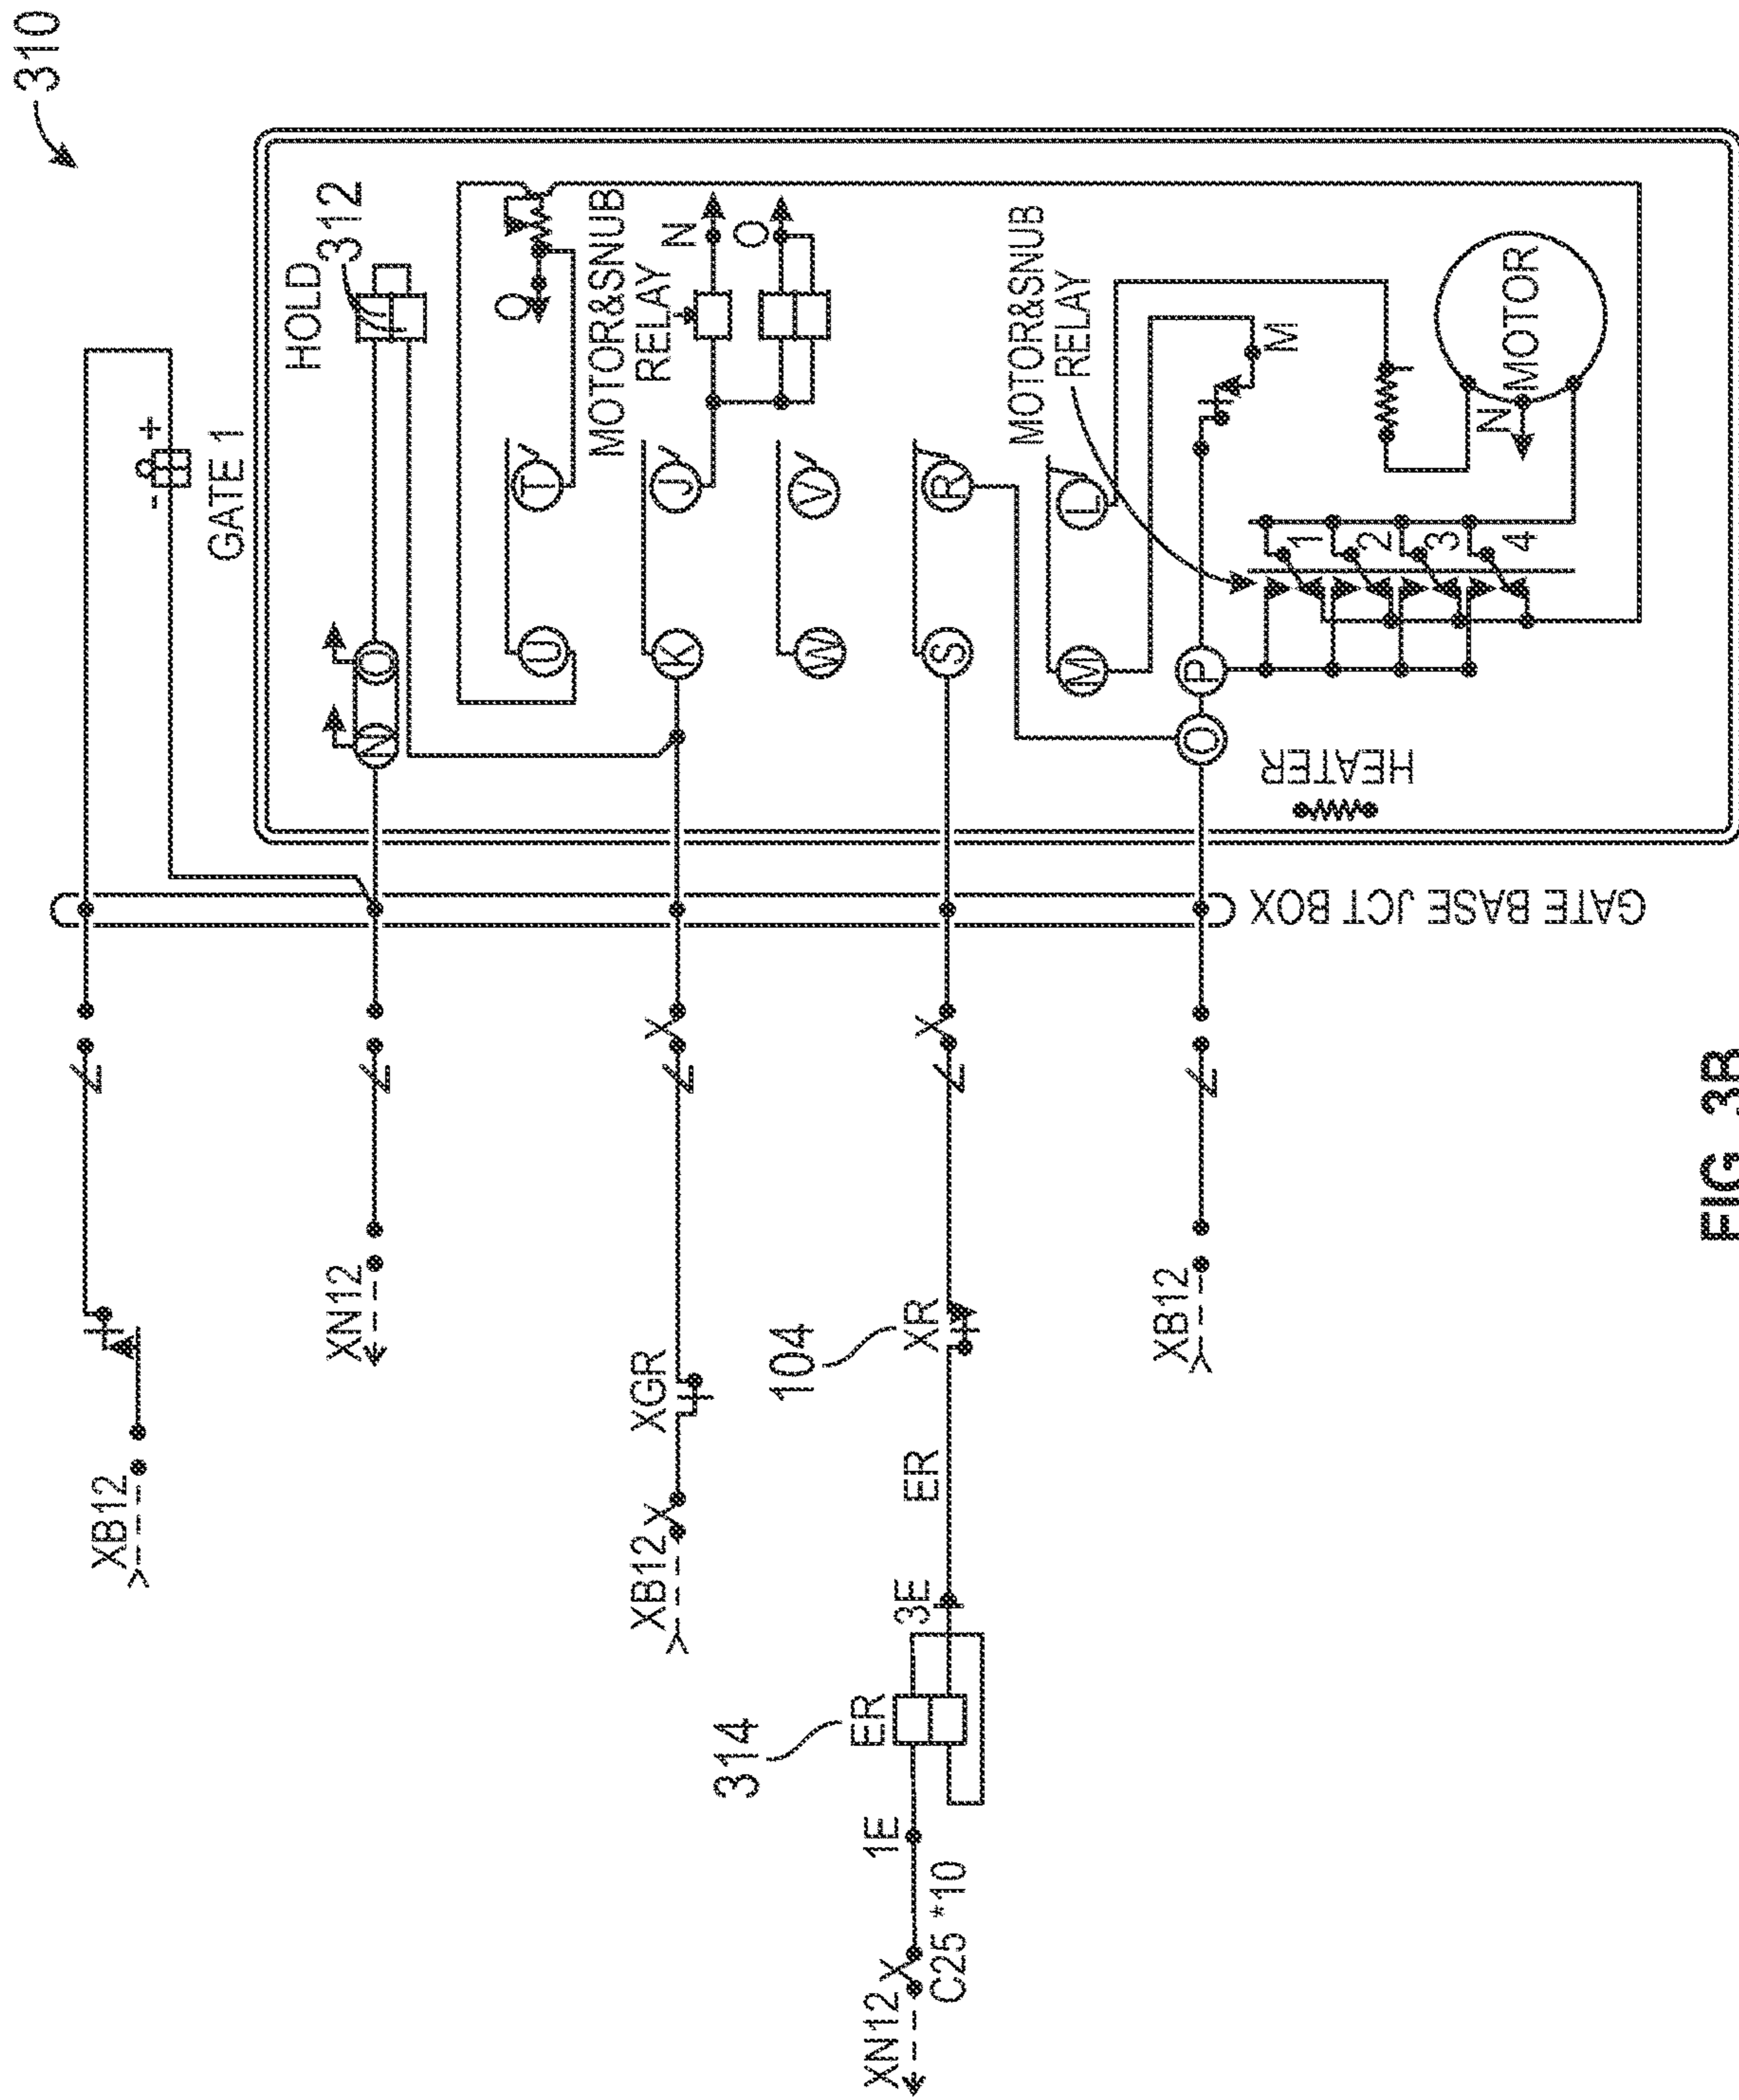 310
XB12
GATE 1
- +
HOLD
312
XN12
N
O
U
T
O
MOTOR&SNUB
RELAY
N
O
XB12
X
XGR
X
K
J
W
V
314
ER
3E
ER
104
XR
X
S
R
XN12
X
1E
C25 *10
MOTOR&SNUB
RELAY
M
L
M
XB12
O
P
HEATER
1
2
3
4
N
MOTOR
GATE BASE JCT BOX
FIG. 3B